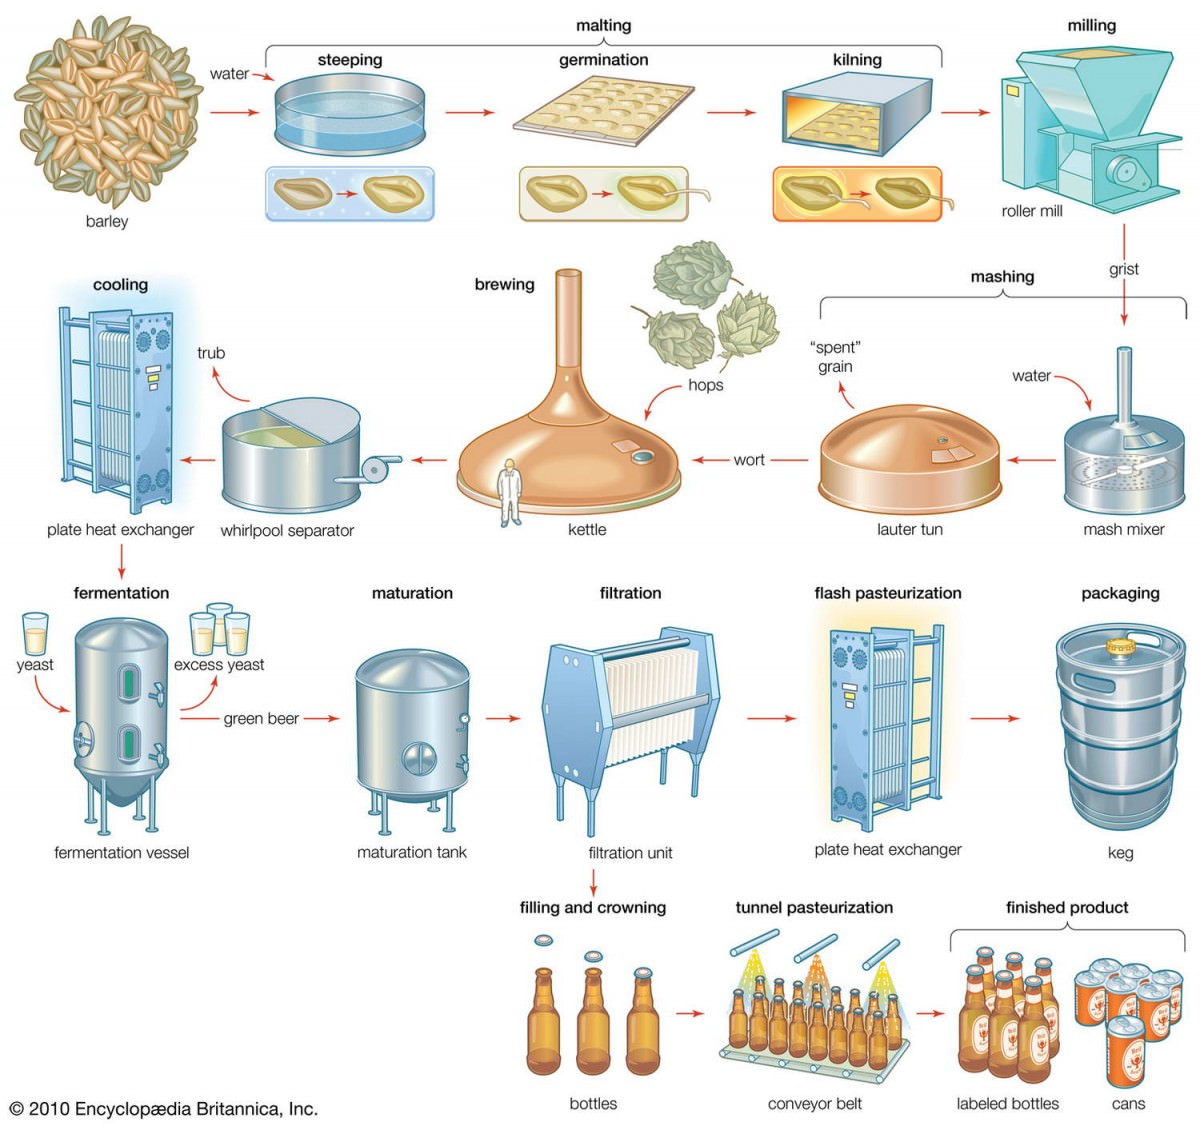 malting
milling
steeping
germination
kilning
water
barley
roller mill
grist
cooling
brewing
mashing
trub
hops
"spent"
grain
water
wort
plate heat exchanger
whirlpool separator
kettle
lauter tun
mash mixer
fermentation
maturation
filtration
flash pasteurization
packaging
yeast
excess yeast
green beer
fermentation vessel
maturation tank
filtration unit
plate heat exchanger
keg
filling and crowning
tunnel pasteurization
finished product
bottles
conveyor belt
labeled bottles
cans
© 2010 Encyclopædia Britannica, Inc.